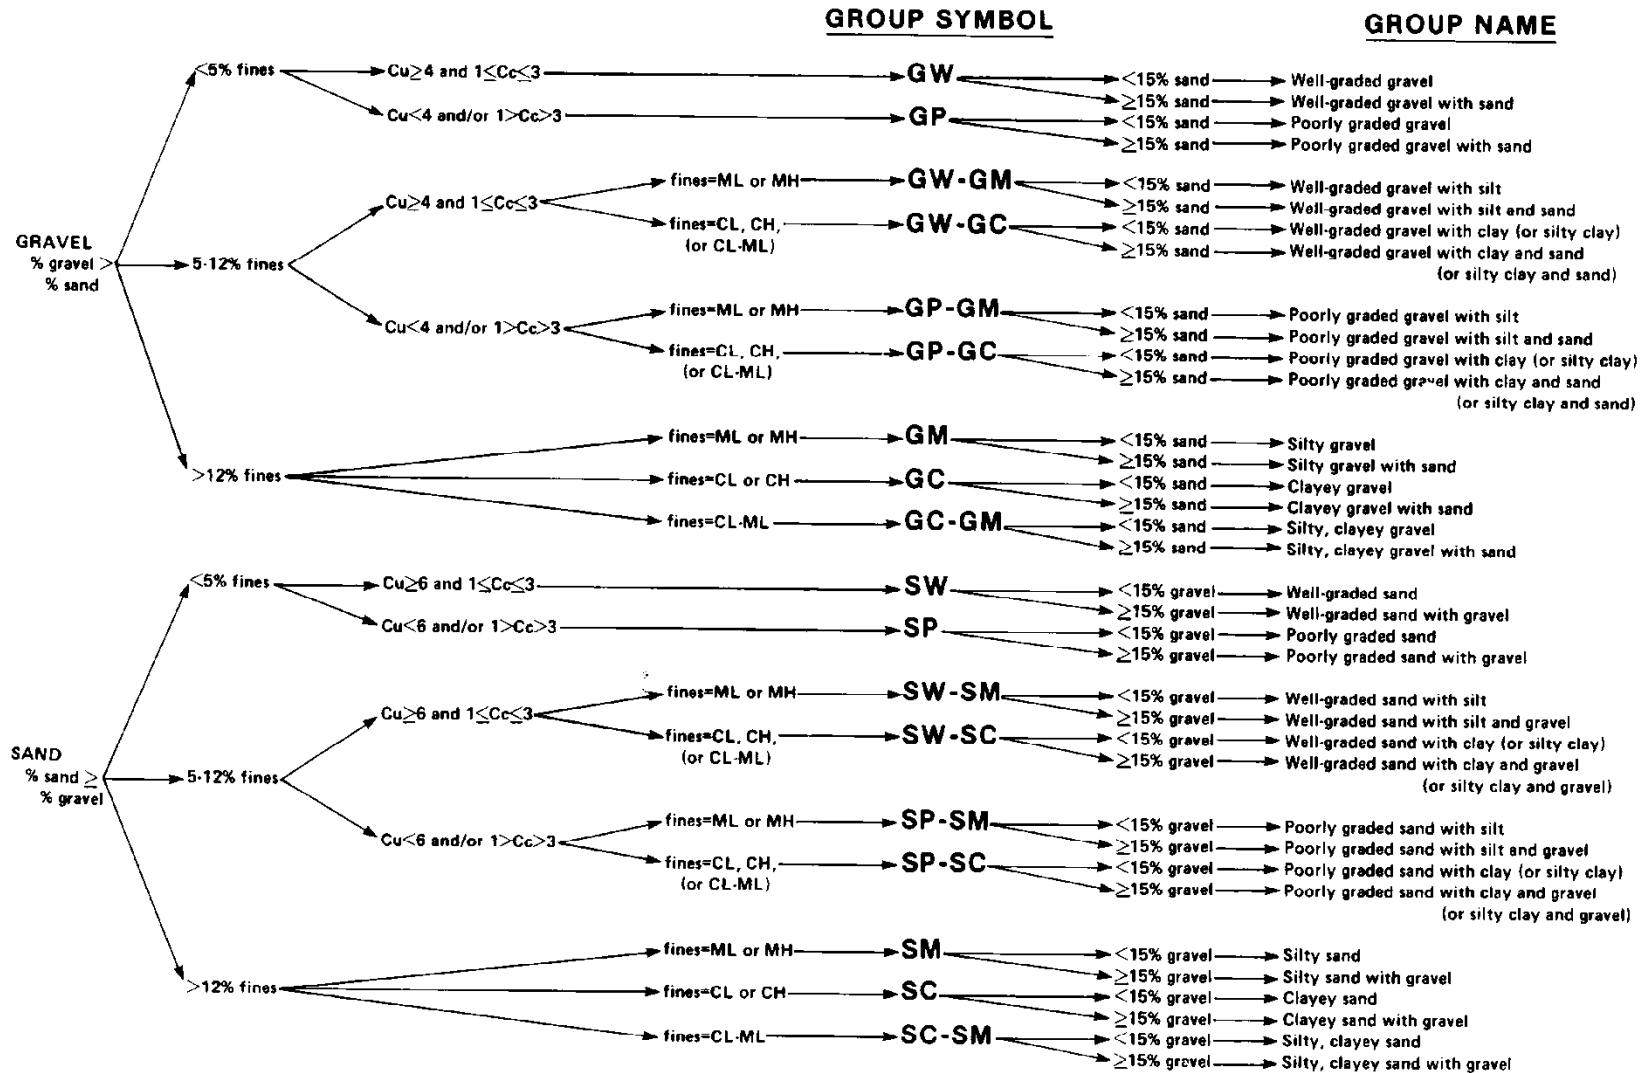 GROUP SYMBOL GROUP NAME
<5% fines Cu≥4 and 1≤Cc≤3 GW <15% sand Well-graded gravel
≥15% sand Well-graded gravel with sand
Cu<4 and/or 1>Cc>3 GP <15% sand Poorly graded gravel
≥15% sand Poorly graded gravel with sand
Cu≥4 and 1≤Cc≤3 fines=ML or MH GW-GM <15% sand Well-graded gravel with silt
≥15% sand Well-graded gravel with silt and sand
fines=CL, CH, GW-GC <15% sand Well-graded gravel with clay (or silty clay)
(or CL-ML) ≥15% sand Well-graded gravel with clay and sand
(or silty clay and sand)
GRAVEL
% gravel > 5-12% fines
% sand
Cu<4 and/or 1>Cc>3 fines=ML or MH GP-GM <15% sand Poorly graded gravel with silt
≥15% sand Poorly graded gravel with silt and sand
fines=CL, CH, GP-GC <15% sand Poorly graded gravel with clay (or silty clay)
(or CL-ML) ≥15% sand Poorly graded gravel with clay and sand
(or silty clay and sand)
>12% fines fines=ML or MH GM <15% sand Silty gravel
≥15% sand Silty gravel with sand
fines=CL or CH GC <15% sand Clayey gravel
≥15% sand Clayey gravel with sand
fines=CL-ML GC-GM <15% sand Silty, clayey gravel
≥15% sand Silty, clayey gravel with sand
<5% fines Cu≥6 and 1≤Cc≤3 SW <15% gravel Well-graded sand
≥15% gravel Well-graded sand with gravel
Cu<6 and/or 1>Cc>3 SP <15% gravel Poorly graded sand
≥15% gravel Poorly graded sand with gravel
Cu≥6 and 1≤Cc≤3 fines=ML or MH SW-SM <15% gravel Well-graded sand with silt
≥15% gravel Well-graded sand with silt and gravel
fines=CL, CH, SW-SC <15% gravel Well-graded sand with clay (or silty clay)
(or CL-ML) ≥15% gravel Well-graded sand with clay and gravel
(or silty clay and gravel)
SAND
% sand ≥ 5-12% fines
% gravel
Cu<6 and/or 1>Cc>3 fines=ML or MH SP-SM <15% gravel Poorly graded sand with silt
≥15% gravel Poorly graded sand with silt and gravel
fines=CL, CH, SP-SC <15% gravel Poorly graded sand with clay (or silty clay)
(or CL-ML) ≥15% gravel Poorly graded sand with clay and gravel
(or silty clay and gravel)
>12% fines fines=ML or MH SM <15% gravel Silty sand
≥15% gravel Silty sand with gravel
fines=CL or CH SC <15% gravel Clayey sand
≥15% gravel Clayey sand with gravel
fines=CL-ML SC-SM <15% gravel Silty, clayey sand
≥15% gravel Silty, clayey sand with gravel